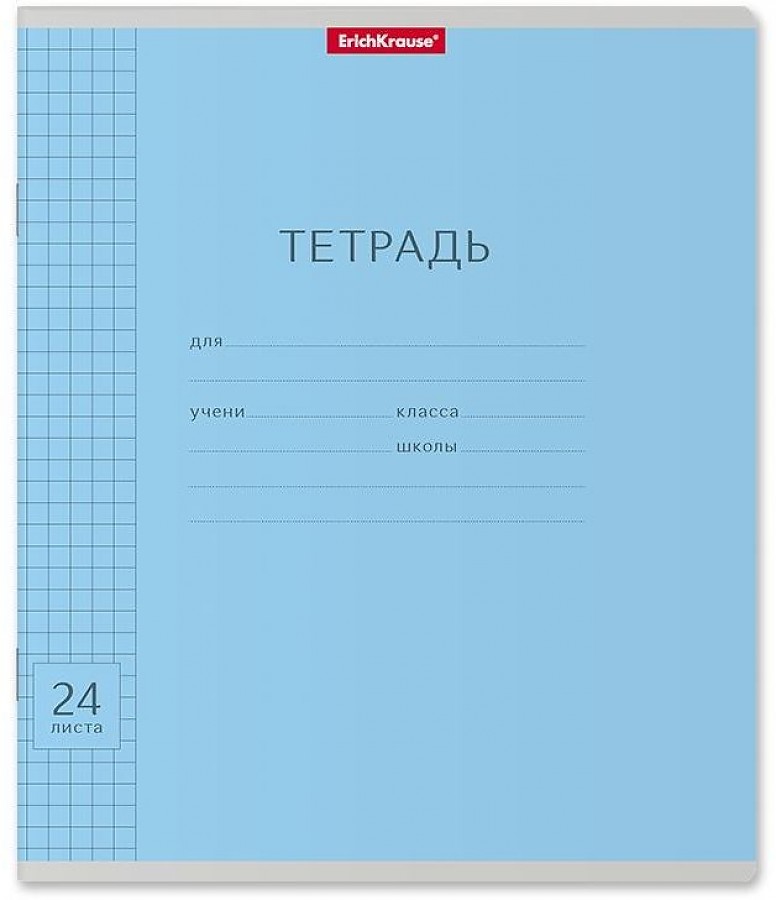 ErichKrause®
ТЕТРАДЬ
для
учени класса
школы
24
листа